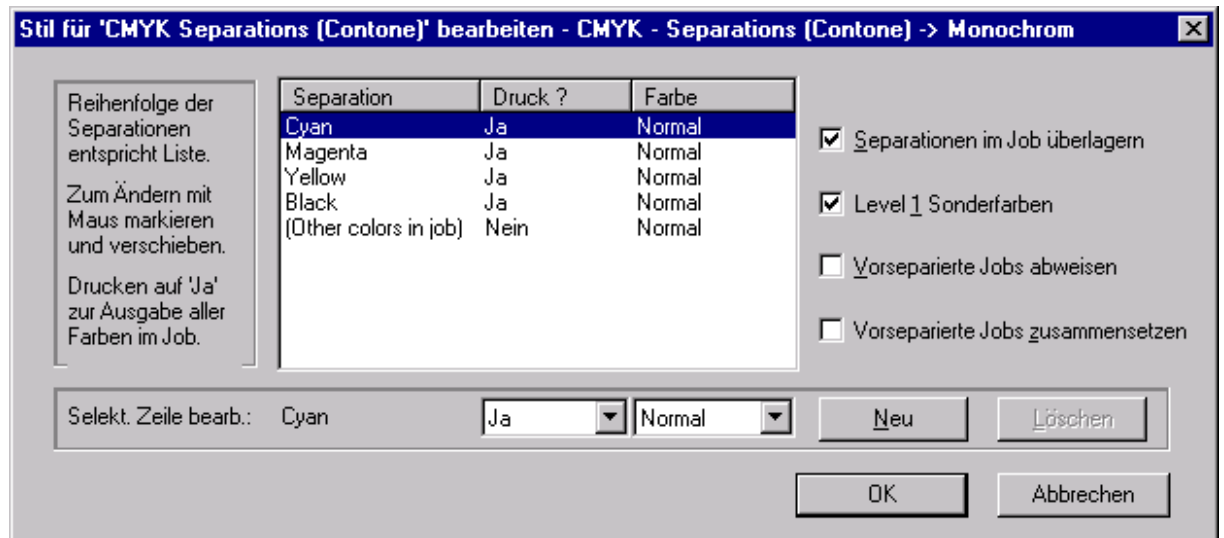 Stil für 'CMYK Separations (Contone)' bearbeiten - CMYK - Separations (Contone) -> Monochrom
Reihenfolge der
Separationen
entspricht Liste.
Zum Ändern mit
Maus markieren
und verschieben.
Drucken auf 'Ja'
zur Ausgabe aller
Farben im Job.
Separation Druck ? Farbe
Cyan Ja Normal
Magenta Ja Normal
Yellow Ja Normal
Black Ja Normal
(Other colors in job) Nein Normal
Separationen im Job überlagern
Level 1 Sonderfarben
Vorseparierte Jobs abweisen
Vorseparierte Jobs zusammensetzen
Selekt. Zeile bearb.: Cyan Ja Normal Neu Löschen
OK Abbrechen